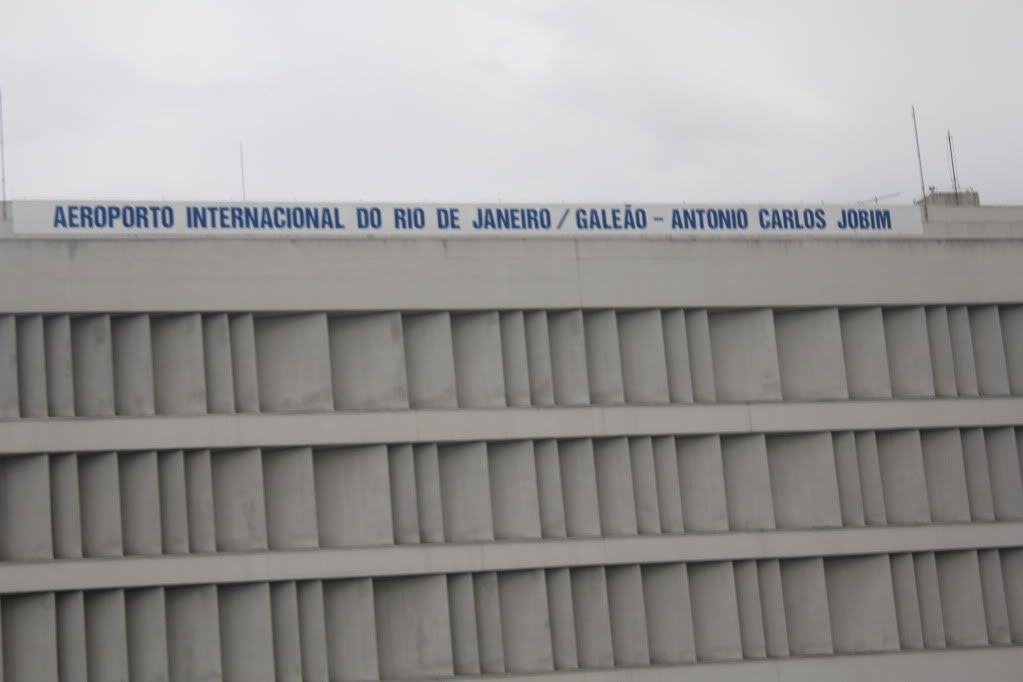 AEROPORTO INTERNACIONAL DO RIO DE JANEIRO / GALEÃO - ANTONIO CARLOS JOBIM